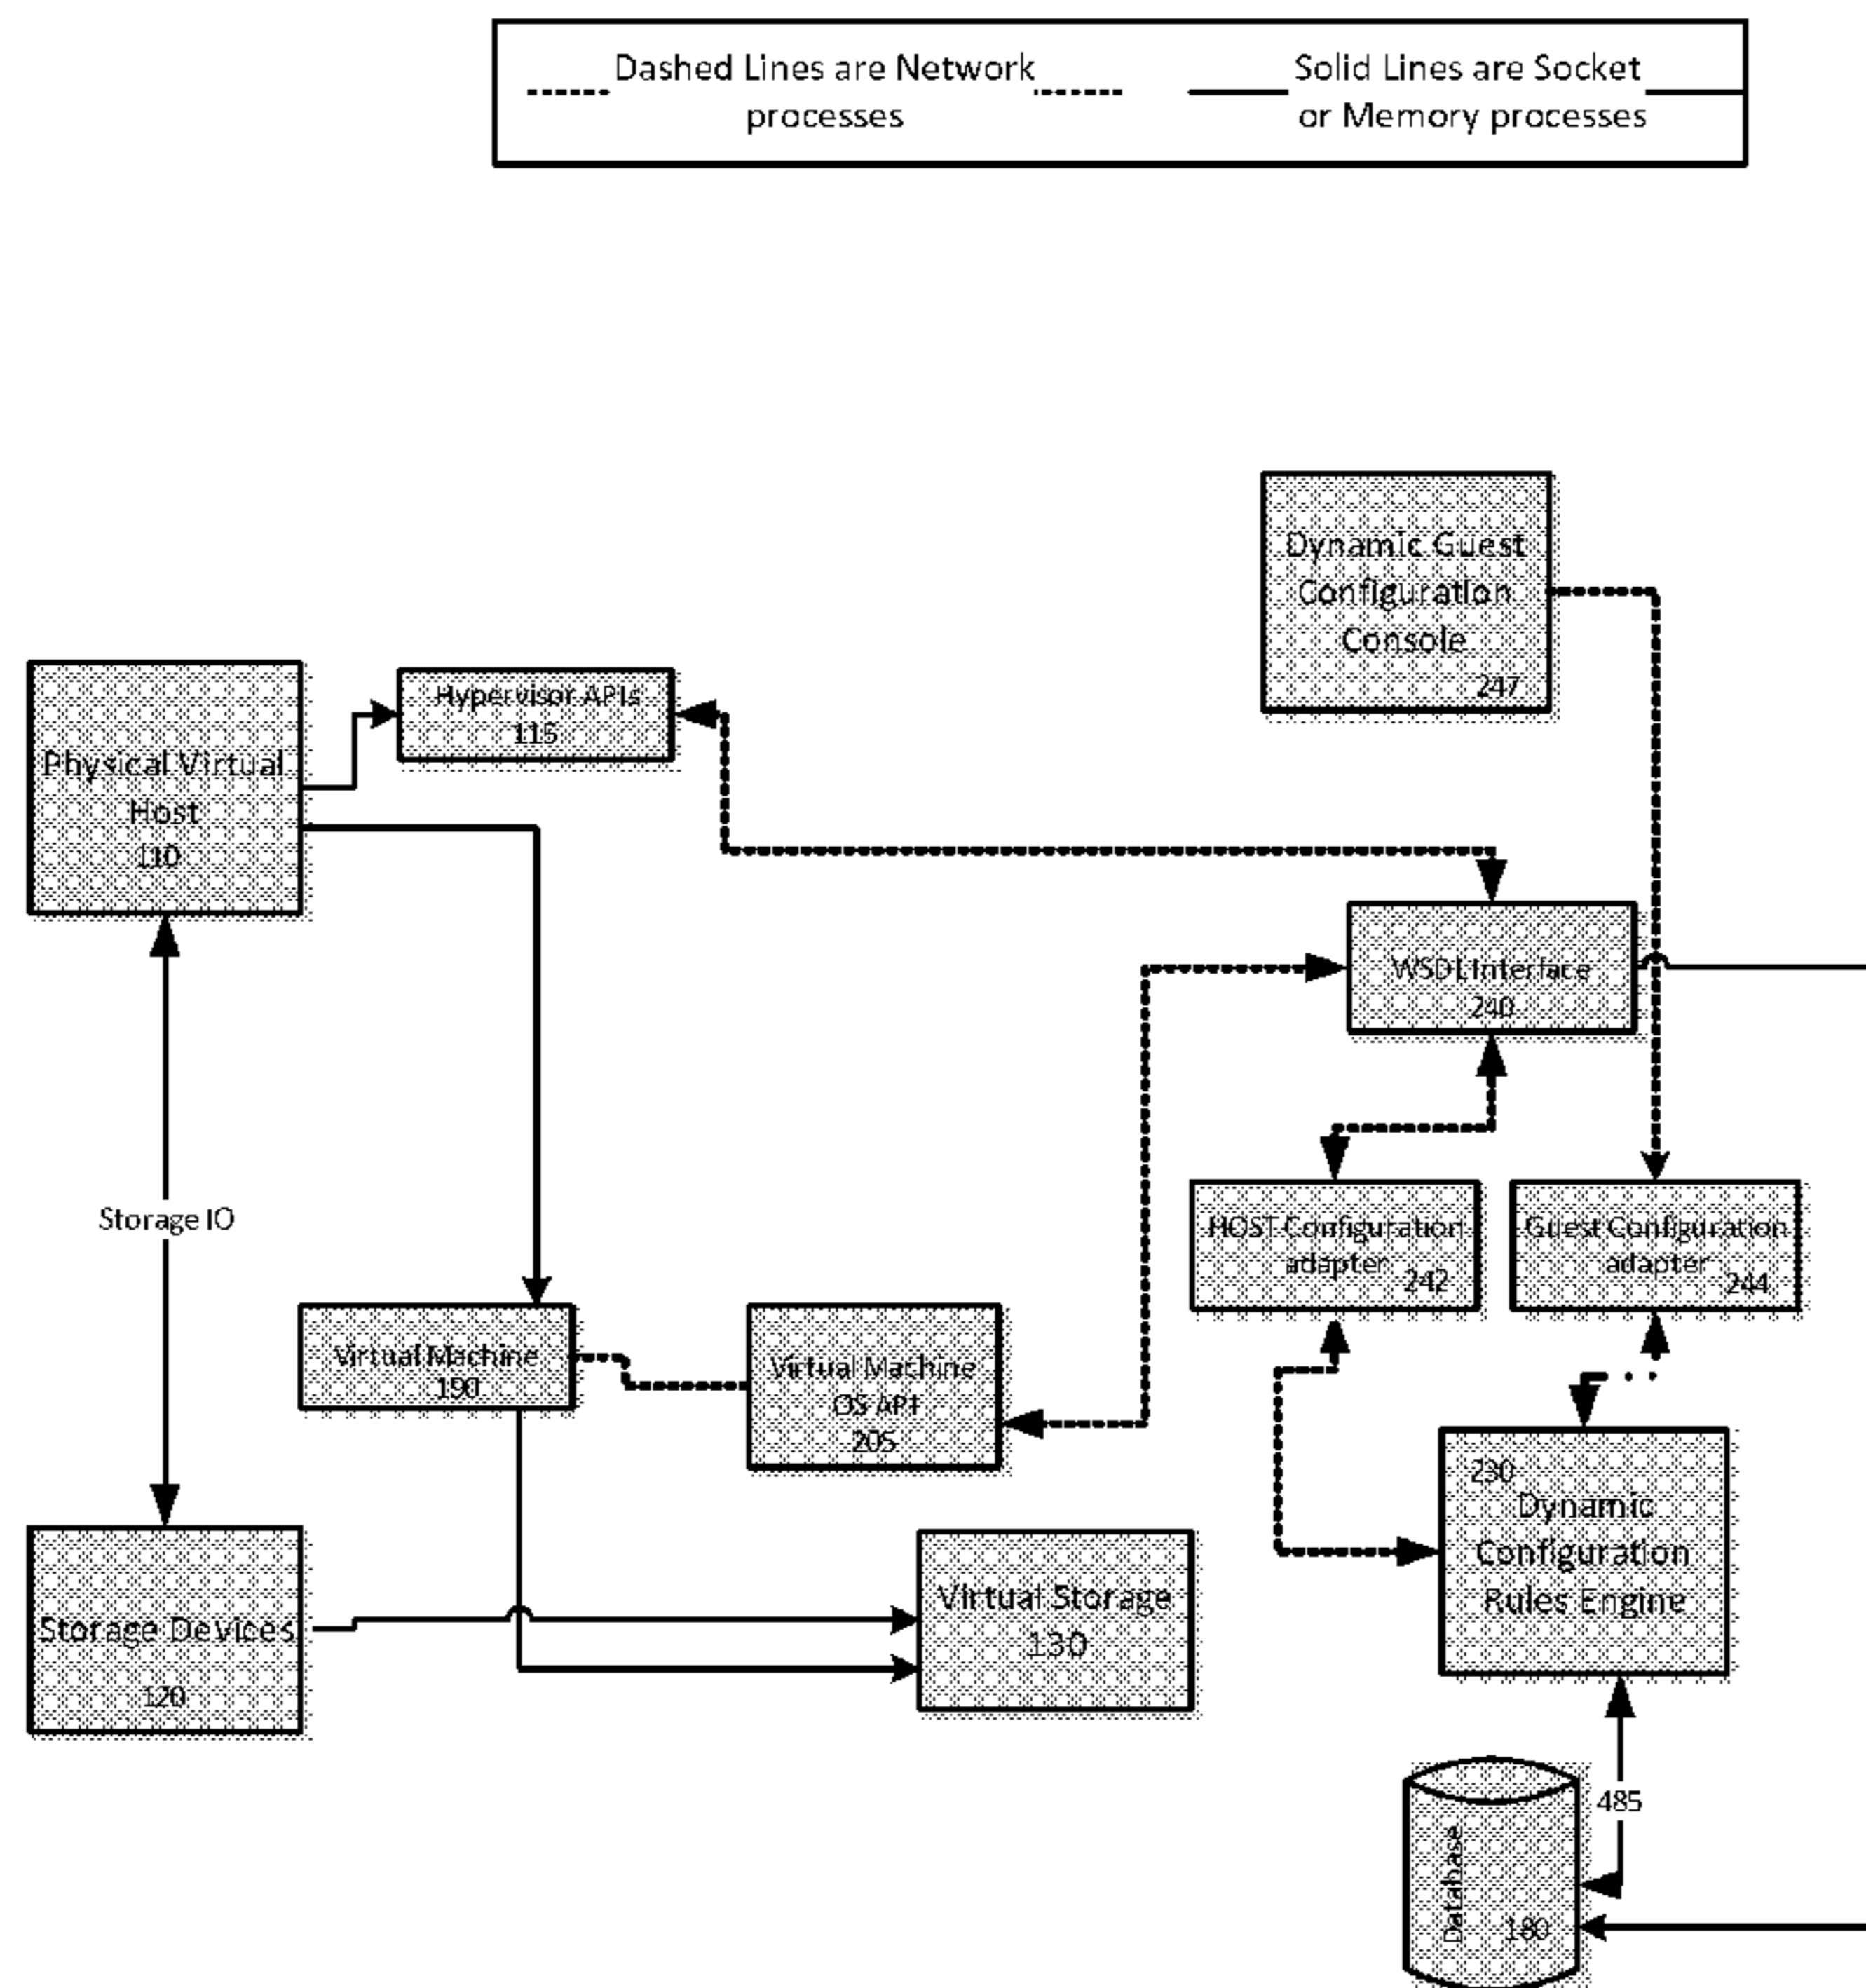 Dashed Lines are Network
processes
Solid Lines are Socket
or Memory processes
Dynamic Guest
Configuration
Console
247
Physical Virtual
Host
110
Hypervisor APIs
115
WSDL Interface
240
Storage IO
HOST Configuration
adapter 242
Guest Configuration
adapter 244
Virtual Machine
190
Virtual Machine
OS API
205
230
Dynamic
Configuration
Rules Engine
Storage Devices
120
Virtual Storage
130
485
Database
180